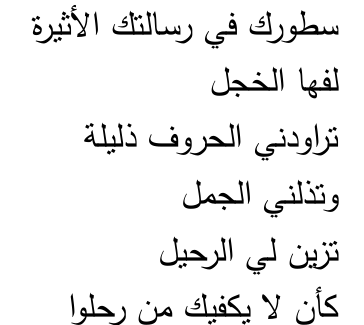 سطورك في رسالتك الأثيرة
لفها الخجل
تراودني الحروف ذليلة
وتذلني الجمل
تزين لي الرحيل
كأن لا يكفيك من رحلوا